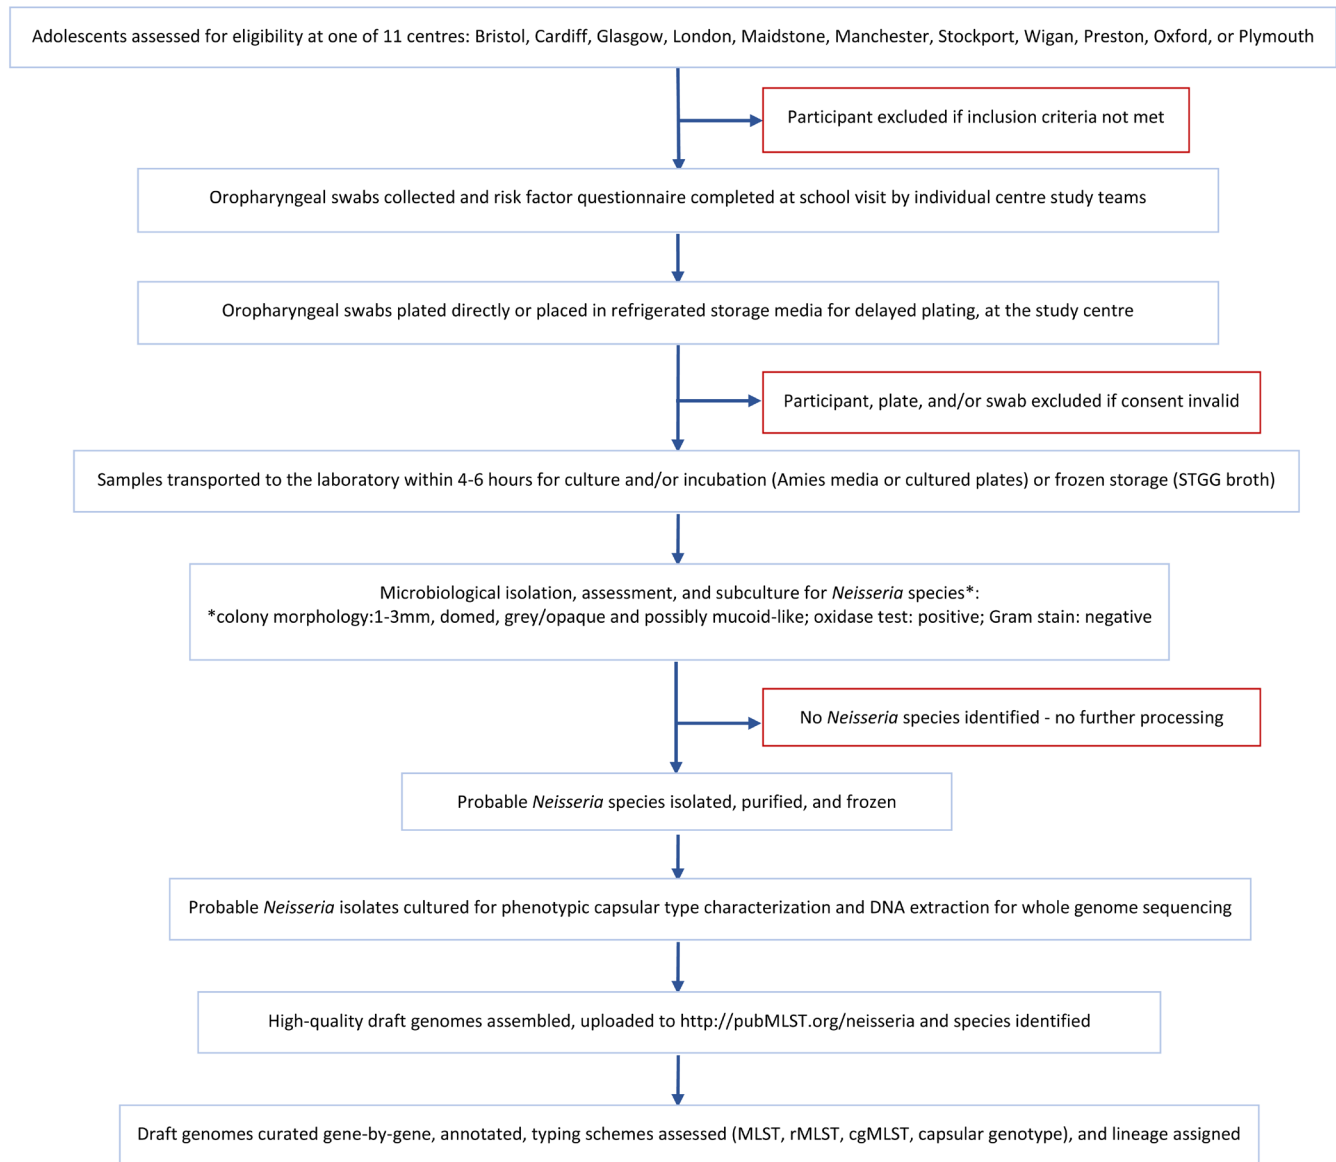 Adolescents assessed for eligibility at one of 11 centres: Bristol, Cardiff, Glasgow, London, Maidstone, Manchester, Stockport, Wigan, Preston, Oxford, or Plymouth
Participant excluded if inclusion criteria not met
Oropharyngeal swabs collected and risk factor questionnaire completed at school visit by individual centre study teams
Oropharyngeal swabs plated directly or placed in refrigerated storage media for delayed plating, at the study centre
Participant, plate, and/or swab excluded if consent invalid
Samples transported to the laboratory within 4-6 hours for culture and/or incubation (Amies media or cultured plates) or frozen storage (STGG broth)
Microbiological isolation, assessment, and subculture for Neisseria species*:
*colony morphology:1-3mm, domed, grey/opaque and possibly mucoid-like; oxidase test: positive; Gram stain: negative
No Neisseria species identified - no further processing
Probable Neisseria species isolated, purified, and frozen
Probable Neisseria isolates cultured for phenotypic capsular type characterization and DNA extraction for whole genome sequencing
High-quality draft genomes assembled, uploaded to http://pubMLST.org/neisseria and species identified
Draft genomes curated gene-by-gene, annotated, typing schemes assessed (MLST, rMLST, cgMLST, capsular genotype), and lineage assigned